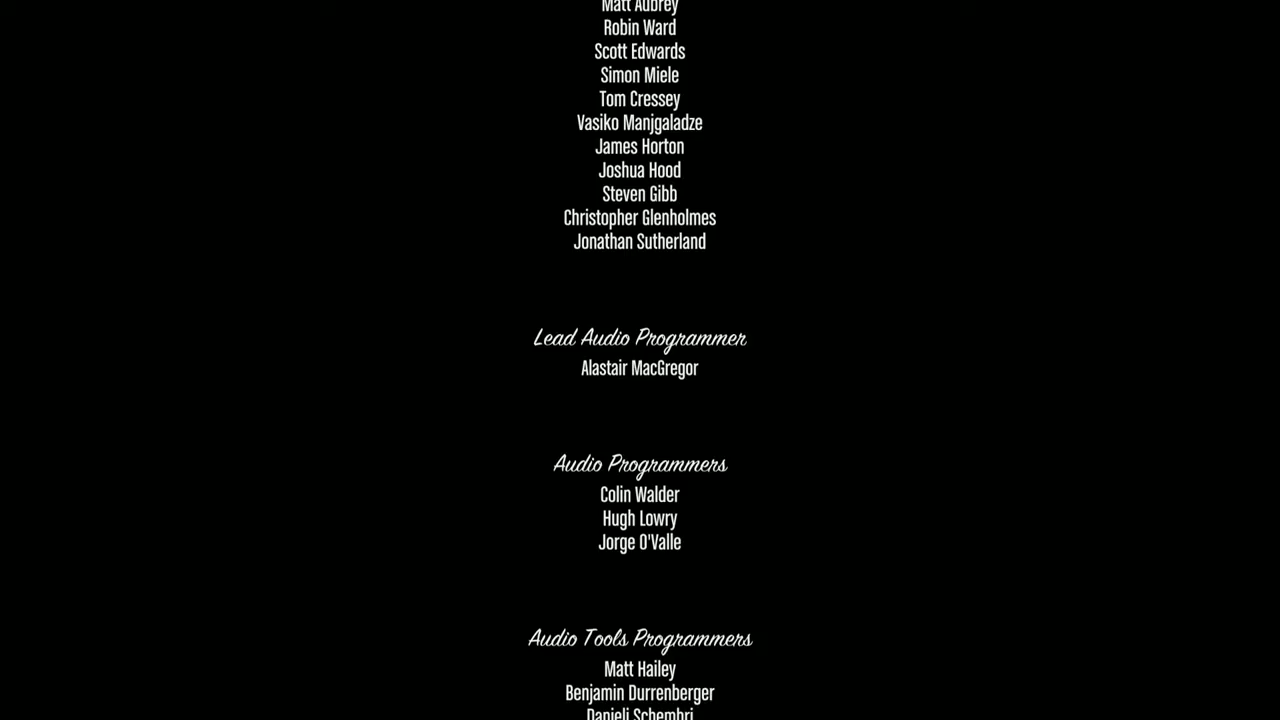 Matt Aubrey
Robin Ward
Scott Edwards
Simon Miele
Tom Cressey
Vasiko Manjgaladze
James Horton
Joshua Hood
Steven Gibb
Christopher Glenholmes
Jonathan Sutherland
Lead Audio Programmer
Alastair MacGregor
Audio Programmers
Colin Walder
Hugh Lowry
Jorge O'Valle
Audio Tools Programmers
Matt Hailey
Benjamin Durrenberger
Danjeli Schembri